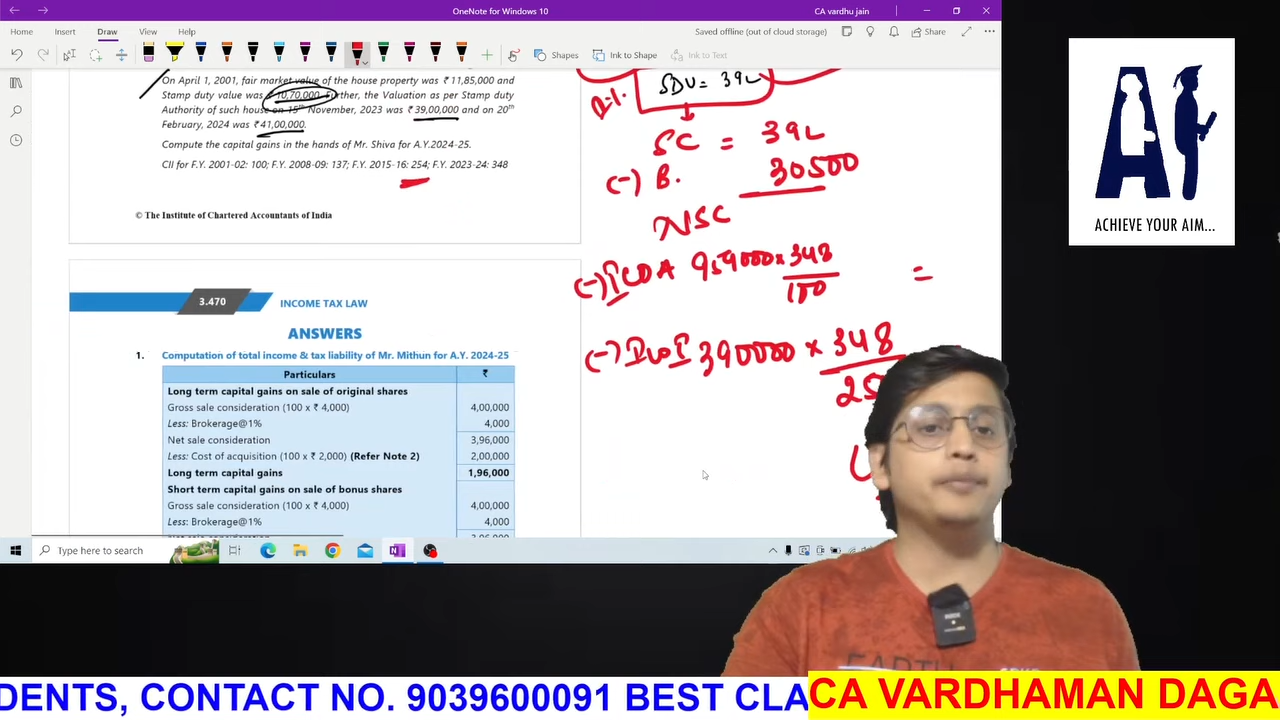 OneNote for Windows 10
CA vardhu jain
Home
Insert
Draw
View
Help
Saved offline (out of cloud storage)
Share
Shapes
Ink to Shape
Ink to Text
On April 1, 2001, fair market value of the house property was ₹ 11,85,000 and
Stamp duty value was ₹ 10,70,000. Further, the Valuation as per Stamp duty
Authority of such house on 15th November, 2023 was ₹ 39,00,000 and on 20th
February, 2024 was ₹ 41,00,000.
Compute the capital gains in the hands of Mr. Shiva for A.Y.2024-25.
CII for F.Y. 2001-02: 100; F.Y. 2008-09: 137; F.Y. 2015-16: 254; F.Y. 2023-24: 348
© The Institute of Chartered Accountants of India
3.470
INCOME TAX LAW
ANSWERS
1. Computation of total income & tax liability of Mr. Mithun for A.Y. 2024-25
Particulars ₹
Long term capital gains on sale of original shares
Gross sale consideration (100 x ₹ 4,000) 4,00,000
Less: Brokerage@1% 4,000
Net sale consideration 3,96,000
Less: Cost of acquisition (100 x ₹ 2,000) (Refer Note 2) 2,00,000
Long term capital gains 1,96,000
Short term capital gains on sale of bonus shares
Gross sale consideration (100 x ₹ 4,000) 4,00,000
Less: Brokerage@1% 4,000
SDV = 39L
SC = 39L
(-) B. 30500
NSC
(-) ICOA 959000 × 348
100
=
(-) 390000 × 348
25
Type here to search
ACHIEVE YOUR AIM...
DENTS, CONTACT NO. 9039600091 BEST CLA
CA VARDHAMAN DAGA